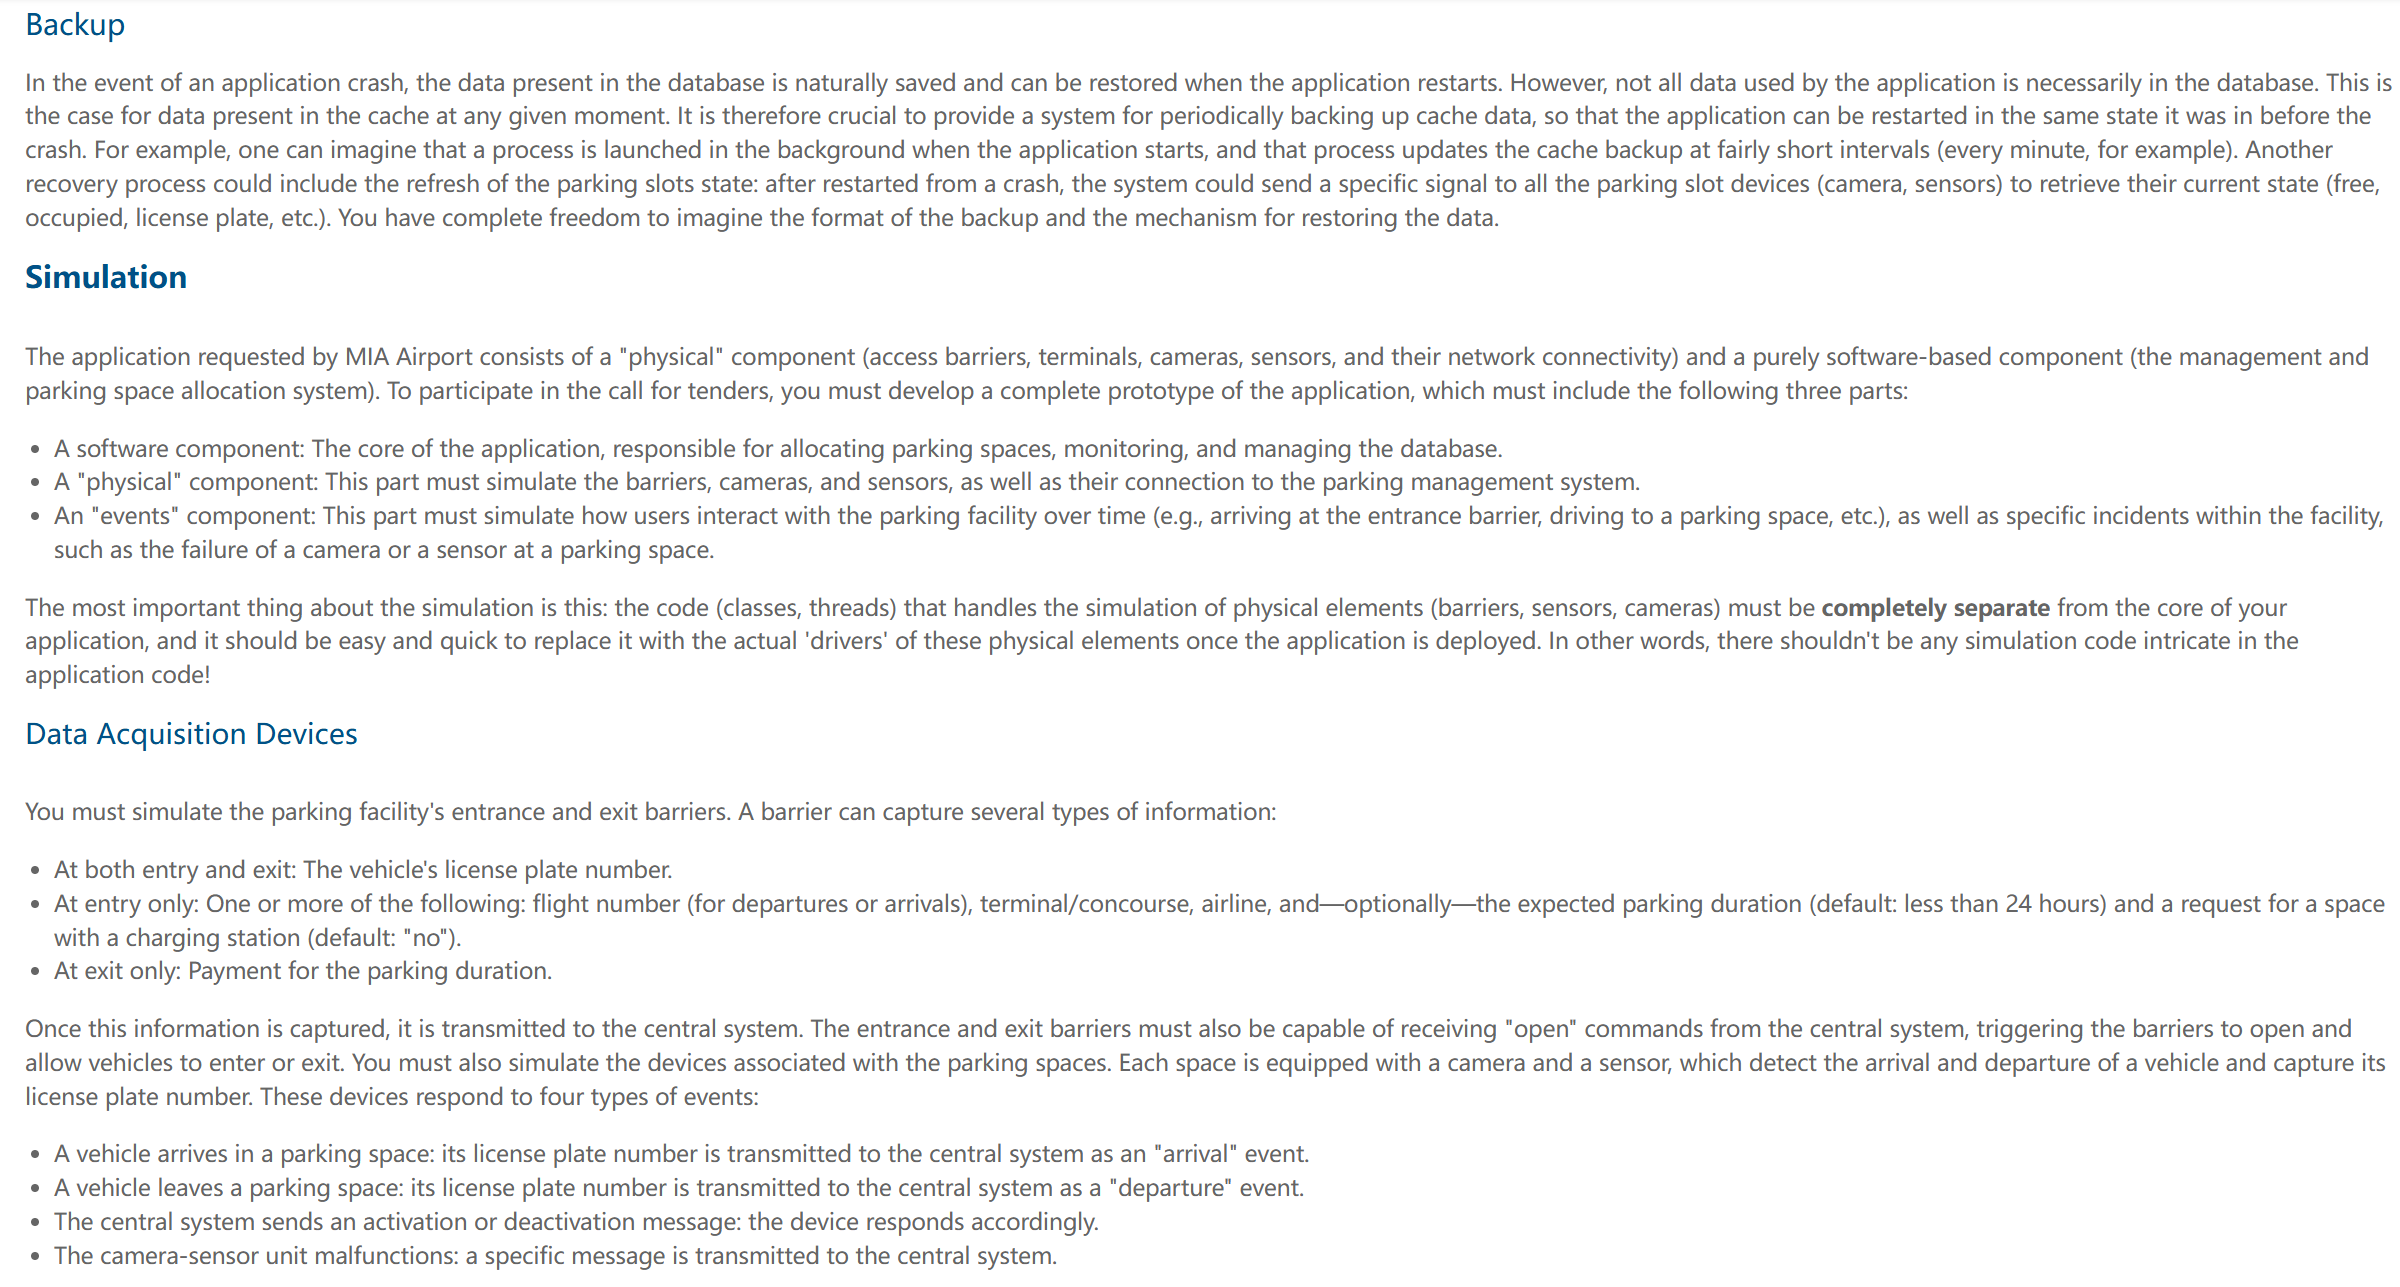 Backup
In the event of an application crash, the data present in the database is naturally saved and can be restored when the application restarts. However, not all data used by the application is necessarily in the database. This is
the case for data present in the cache at any given moment. It is therefore crucial to provide a system for periodically backing up cache data, so that the application can be restarted in the same state it was in before the
crash. For example, one can imagine that a process is launched in the background when the application starts, and that process updates the cache backup at fairly short intervals (every minute, for example). Another
recovery process could include the refresh of the parking slots state: after restarted from a crash, the system could send a specific signal to all the parking slot devices (camera, sensors) to retrieve their current state (free,
occupied, license plate, etc.). You have complete freedom to imagine the format of the backup and the mechanism for restoring the data.
Simulation
The application requested by MIA Airport consists of a "physical" component (access barriers, terminals, cameras, sensors, and their network connectivity) and a purely software-based component (the management and
parking space allocation system). To participate in the call for tenders, you must develop a complete prototype of the application, which must include the following three parts:
• A software component: The core of the application, responsible for allocating parking spaces, monitoring, and managing the database.
• A "physical" component: This part must simulate the barriers, cameras, and sensors, as well as their connection to the parking management system.
• An "events" component: This part must simulate how users interact with the parking facility over time (e.g., arriving at the entrance barrier, driving to a parking space, etc.), as well as specific incidents within the facility,
such as the failure of a camera or a sensor at a parking space.
The most important thing about the simulation is this: the code (classes, threads) that handles the simulation of physical elements (barriers, sensors, cameras) must be completely separate from the core of your
application, and it should be easy and quick to replace it with the actual 'drivers' of these physical elements once the application is deployed. In other words, there shouldn't be any simulation code intricate in the
application code!
Data Acquisition Devices
You must simulate the parking facility's entrance and exit barriers. A barrier can capture several types of information:
• At both entry and exit: The vehicle's license plate number.
• At entry only: One or more of the following: flight number (for departures or arrivals), terminal/concourse, airline, and—optionally—the expected parking duration (default: less than 24 hours) and a request for a space
with a charging station (default: "no").
• At exit only: Payment for the parking duration.
Once this information is captured, it is transmitted to the central system. The entrance and exit barriers must also be capable of receiving "open" commands from the central system, triggering the barriers to open and
allow vehicles to enter or exit. You must also simulate the devices associated with the parking spaces. Each space is equipped with a camera and a sensor, which detect the arrival and departure of a vehicle and capture its
license plate number. These devices respond to four types of events:
• A vehicle arrives in a parking space: its license plate number is transmitted to the central system as an "arrival" event.
• A vehicle leaves a parking space: its license plate number is transmitted to the central system as a "departure" event.
• The central system sends an activation or deactivation message: the device responds accordingly.
• The camera-sensor unit malfunctions: a specific message is transmitted to the central system.